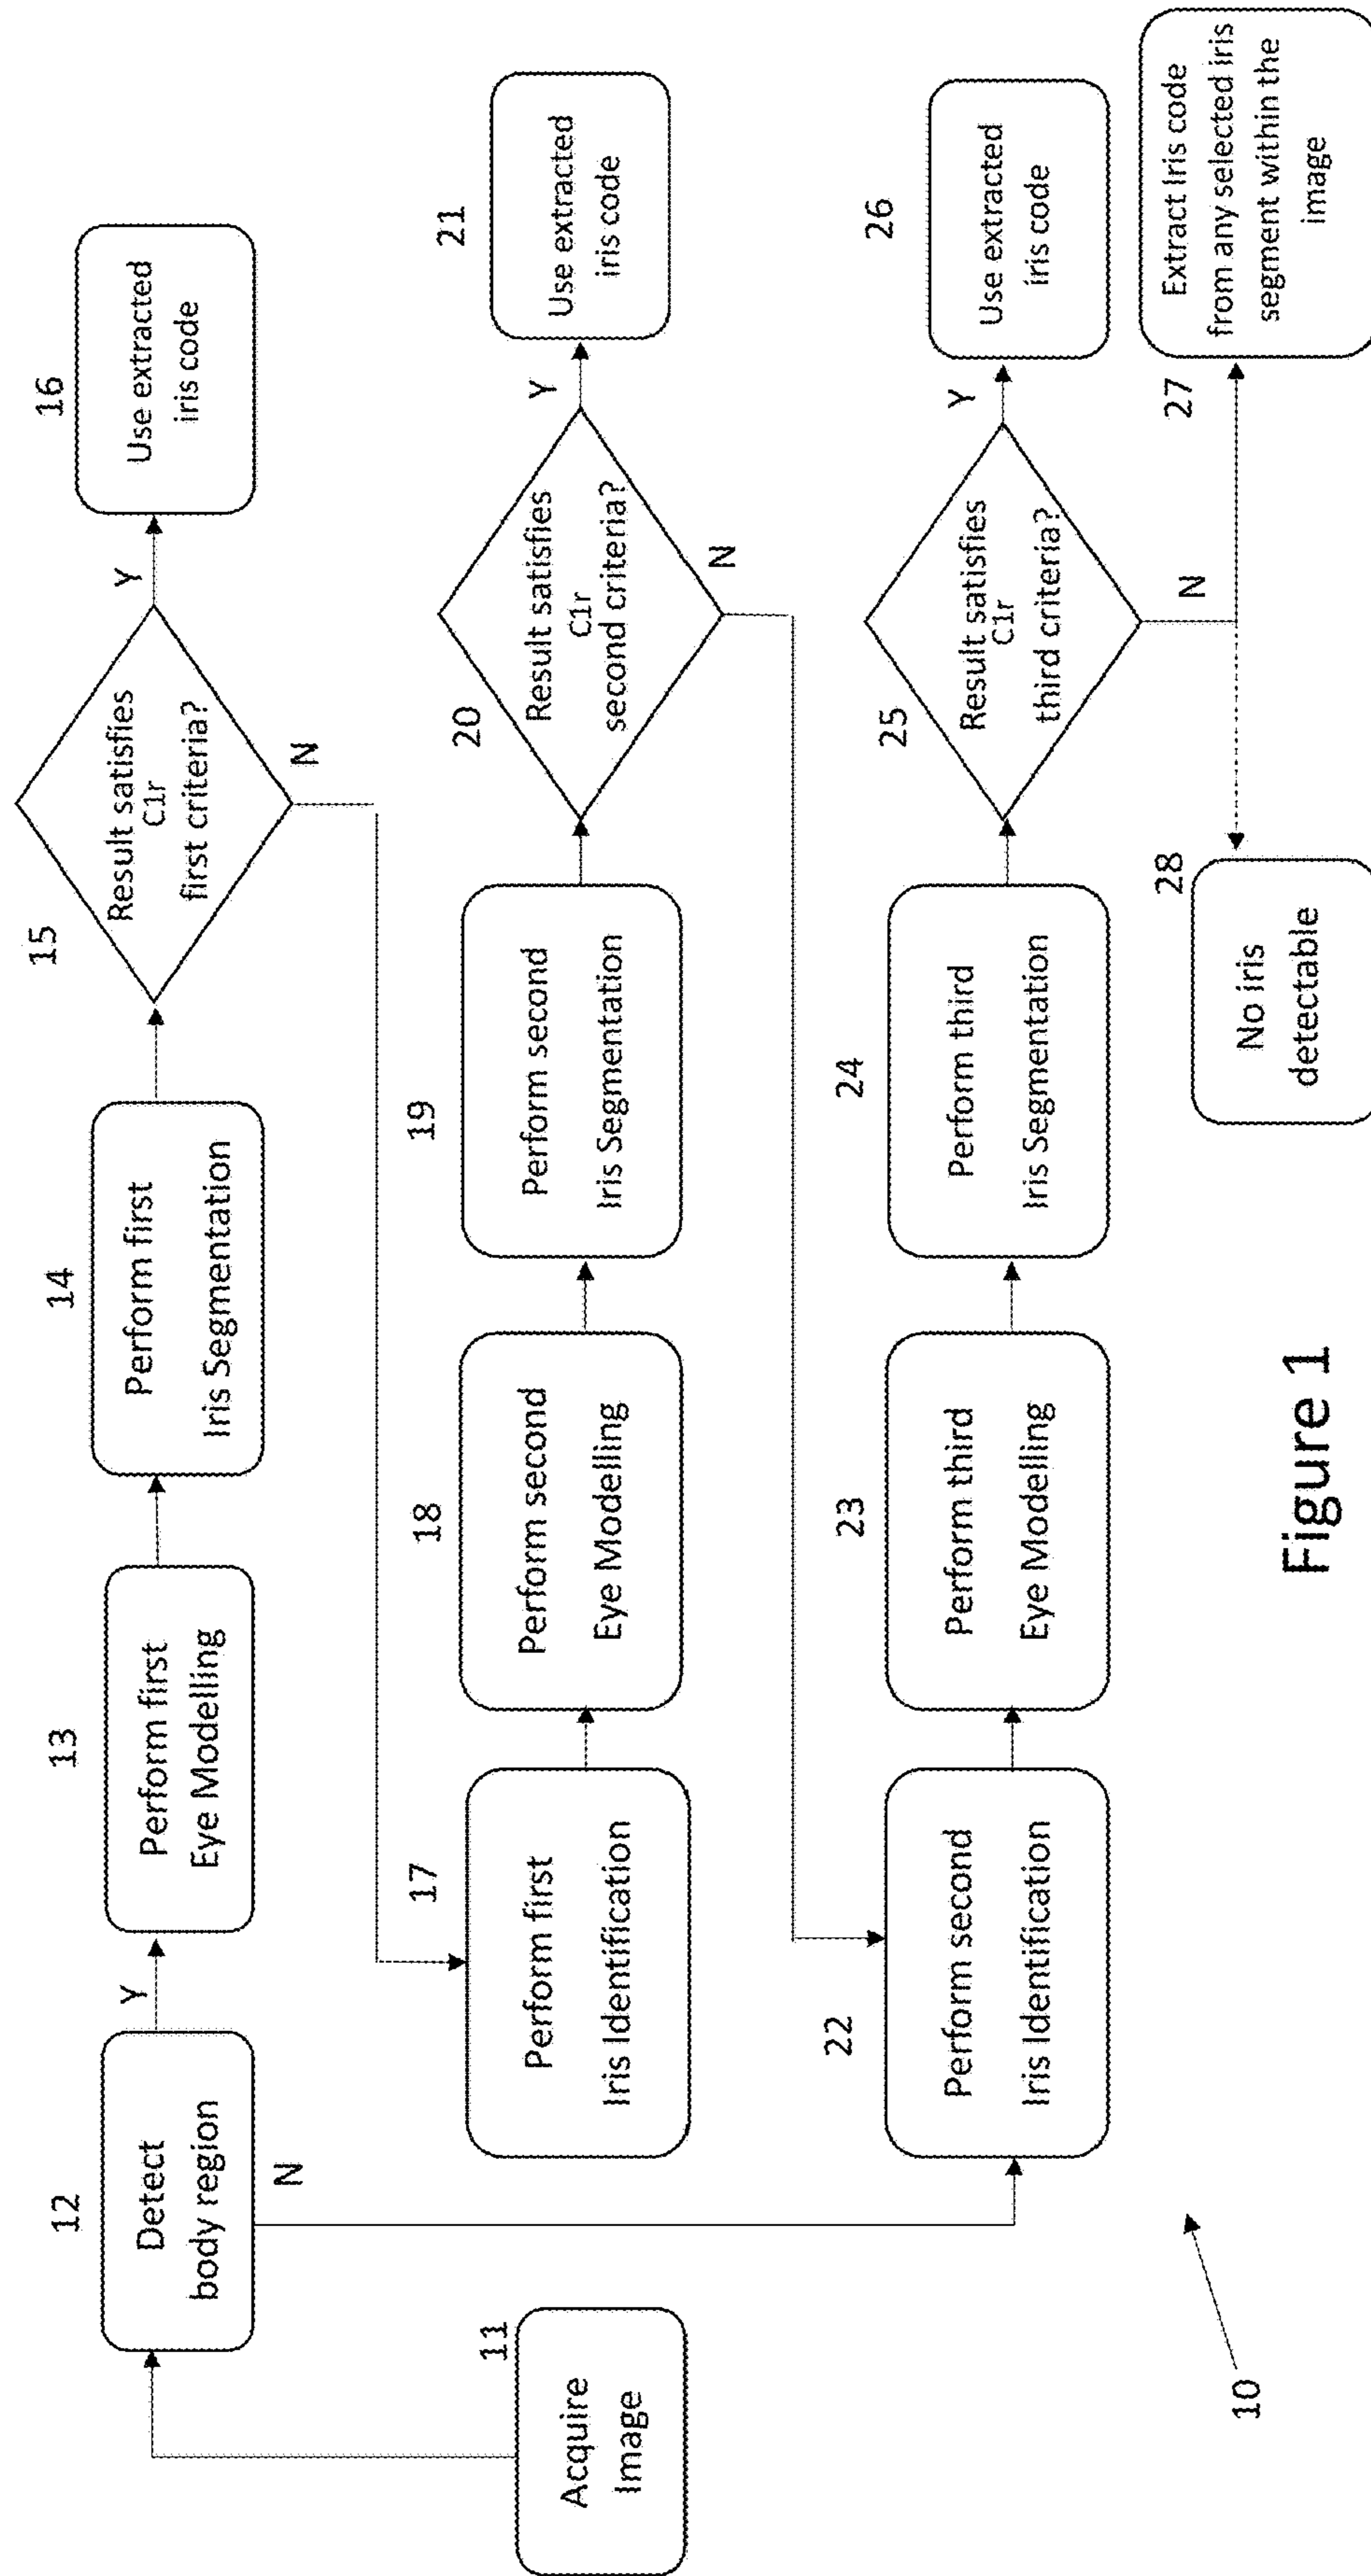 11
Acquire
Image
12
Detect
body region
Y
N
13
Perform first
Eye Modelling
14
Perform first
Iris Segmentation
15
Result satisfies
C1r
first criteria?
Y
N
16
Use extracted
iris code
17
Perform first
Iris Identification
18
Perform second
Eye Modelling
19
Perform second
Iris Segmentation
20
Result satisfies
C1r
second criteria?
Y
N
21
Use extracted
iris code
22
Perform second
Iris Identification
23
Perform third
Eye Modelling
24
Perform third
Iris Segmentation
25
Result satisfies
C1r
third criteria?
Y
N
26
Use extracted
iris code
27
Extract Iris code
from any selected iris
segment within the
image
28
No iris
detectable
10
Figure 1